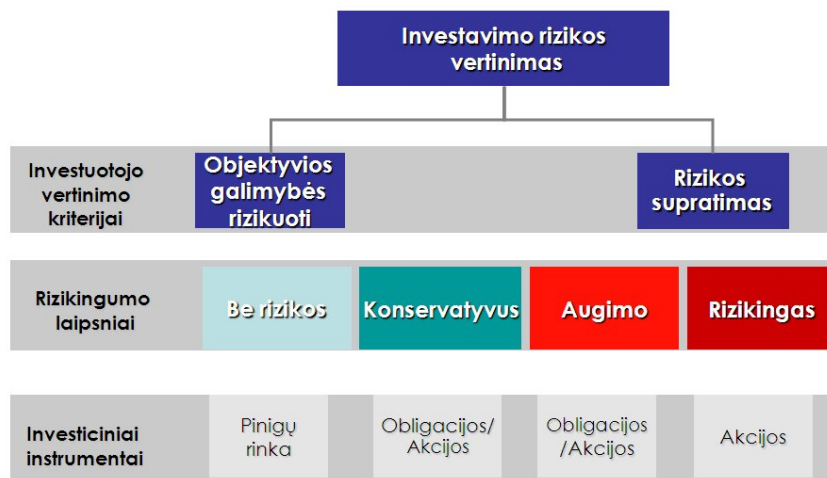 Investavimo rizikos
vertinimas
Investuotojo
vertinimo
kriterijai
Objektyvios
galimybės
rizikuoti
Rizikos
supratimas
Rizikingumo
laipsniai
Be rizikos
Konservatyvus
Augimo
Rizikingas
Investiciniai
instrumentai
Pinigų
rinka
Obligacijos/
Akcijos
Obligacijos
/Akcijos
Akcijos